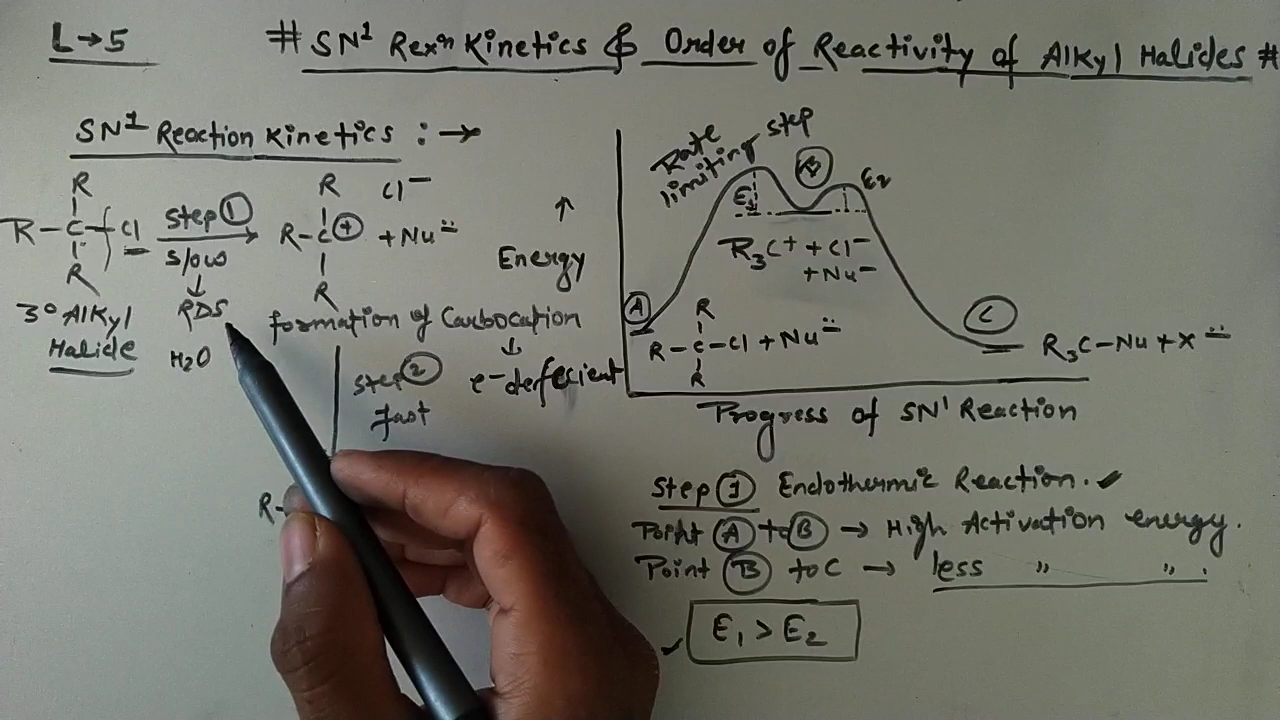 L→5
# SN1 Rexn Kinetics & Order of Reactivity of Alkyl Halides #
SN1 Reaction Kinetics :→
R
R-C-Cl
R
Step 1
slow
RDS
H2O
3° Alkyl
Halide
R Cl-
R-C+ + Nu:-
R
formation of Carbocation
e- defecient
Step 2
fast
R-
Energy
Rate
limiting step
E1
B
E2
R3C+ + Cl-
+ Nu-
A
R
R-C-Cl + Nu:-
R
C
R3C-Nu + X:-
Progress of SN1 Reaction
Step 1 Endothermic Reaction.
Point A to B → High Activation energy.
Point B to C → less " " .
E1 > E2